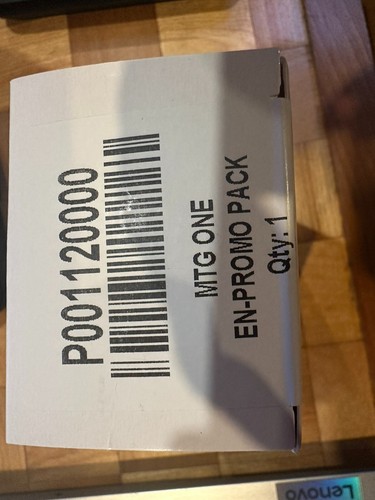 P001120000
MTG ONE
EN-PROMO PACK
Qty: 1
Lenovo